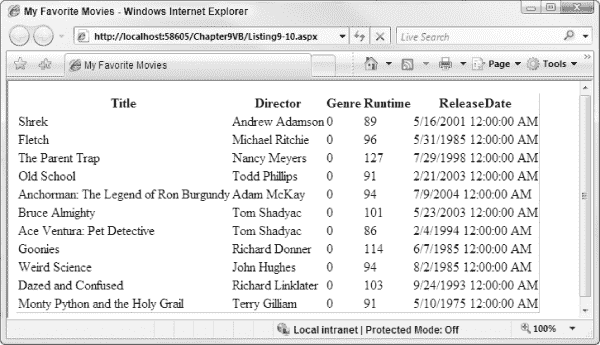 My Favorite Movies - Windows Internet Explorer
http://localhost:58605/Chapter9VB/Listing9-10.aspx
Live Search
My Favorite Movies
Page
Tools
Title Director Genre Runtime ReleaseDate
Shrek Andrew Adamson 0 89 5/16/2001 12:00:00 AM
Fletch Michael Ritchie 0 96 5/31/1985 12:00:00 AM
The Parent Trap Nancy Meyers 0 127 7/29/1998 12:00:00 AM
Old School Todd Phillips 0 91 2/21/2003 12:00:00 AM
Anchorman: The Legend of Ron Burgundy Adam McKay 0 94 7/9/2004 12:00:00 AM
Bruce Almighty Tom Shadyac 0 101 5/23/2003 12:00:00 AM
Ace Ventura: Pet Detective Tom Shadyac 0 86 2/4/1994 12:00:00 AM
Goonies Richard Donner 0 114 6/7/1985 12:00:00 AM
Weird Science John Hughes 0 94 8/2/1985 12:00:00 AM
Dazed and Confused Richard Linklater 0 103 9/24/1993 12:00:00 AM
Monty Python and the Holy Grail Terry Gilliam 0 91 5/10/1975 12:00:00 AM
Local intranet | Protected Mode: Off
100%